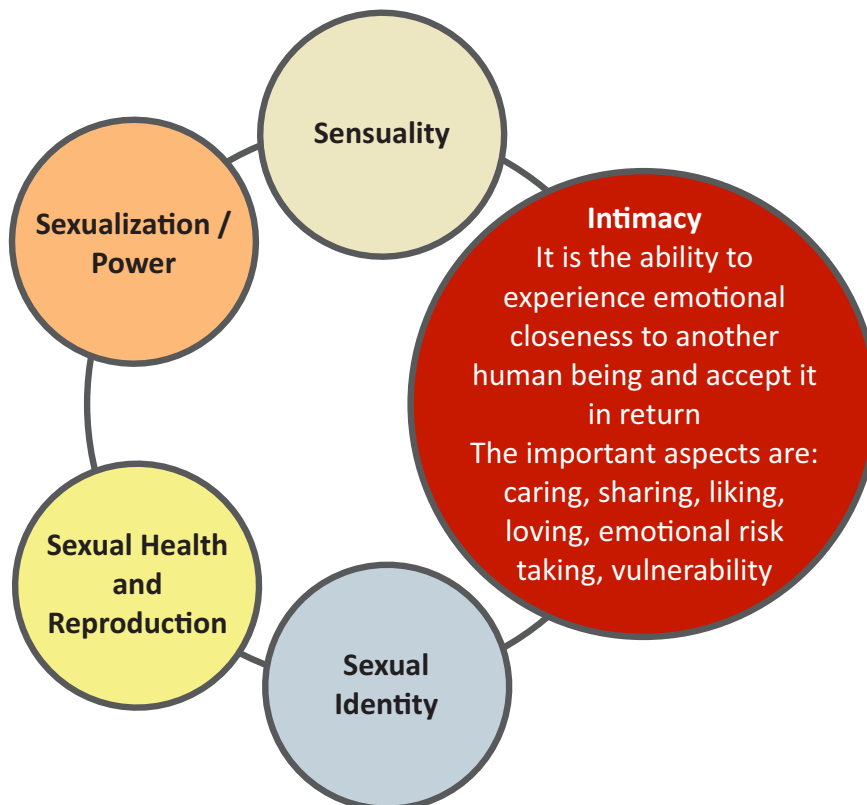 Sensuality
Intimacy
It is the ability to
experience emotional
closeness to another
human being and accept it
in return
The important aspects are:
caring, sharing, liking,
loving, emotional risk
taking, vulnerability
Sexual
Identity
Sexual Health
and
Reproduction
Sexualization /
Power